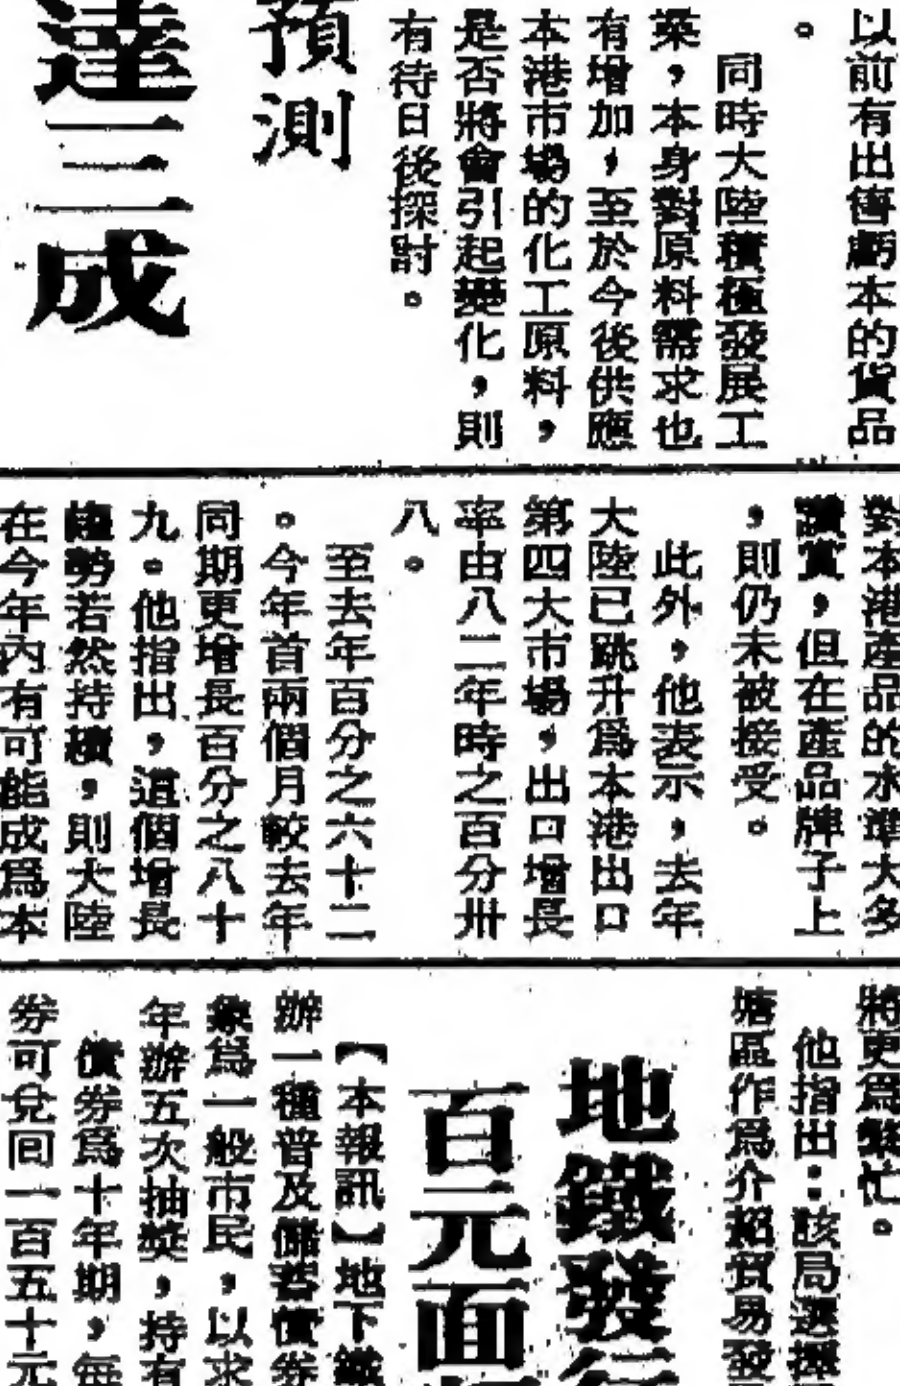 以前有出售虧本的貨品
。
同時大陸積極發展工
業，本身對原料需求也
有增加，至於今後供應
本港市場的化工原料，
是否將會引起變化，則
有待日後探討。
預測
達三成
對本港產品的水準大多
讚賞，但在產品牌子上
，則仍未被接受。
此外，他表示，去年
大陸已跳升爲本港出口
第四大市場，出口增長
率由八二年時之百分卅
八。
至去年百分之六十二
。今年首兩個月較去年
同期更增長百分之八十
九。他指出，這個增長
趨勢若然持續，則大陸
在今年內有可能成爲本
將更爲繁忙。
他指出：該局選擇
塘區作爲介紹貿易發
地鐵發行
百元面
【本報訊】地下鐵
辦一種普及儲蓄債券
象爲一般市民，以求
年辦五次抽獎，持有
債券爲十年期，每
券可兌回一百五十元